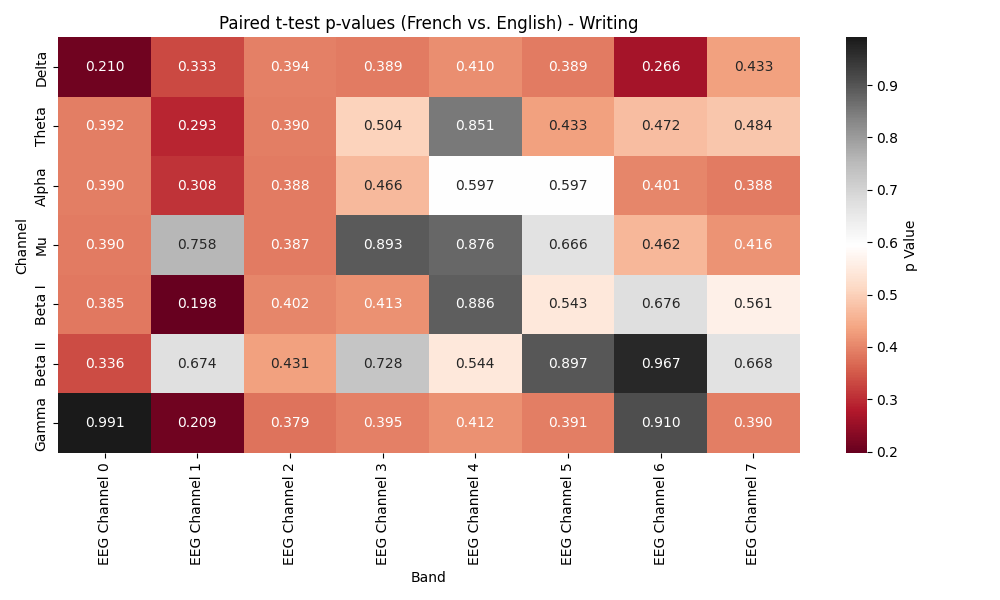 Paired t-test p-values (French vs. English) - Writing
Channel
Delta 0.210 0.333 0.394 0.389 0.410 0.389 0.266 0.433
Theta 0.392 0.293 0.390 0.504 0.851 0.433 0.472 0.484
Alpha 0.390 0.308 0.388 0.466 0.597 0.597 0.401 0.388
Mu 0.390 0.758 0.387 0.893 0.876 0.666 0.462 0.416
Beta I 0.385 0.198 0.402 0.413 0.886 0.543 0.676 0.561
Beta II 0.336 0.674 0.431 0.728 0.544 0.897 0.967 0.668
Gamma 0.991 0.209 0.379 0.395 0.412 0.391 0.910 0.390
EEG Channel 0 EEG Channel 1 EEG Channel 2 EEG Channel 3 EEG Channel 4 EEG Channel 5 EEG Channel 6 EEG Channel 7
Band
0.9
0.8
0.7
0.6
0.5
0.4
0.3
0.2
p Value